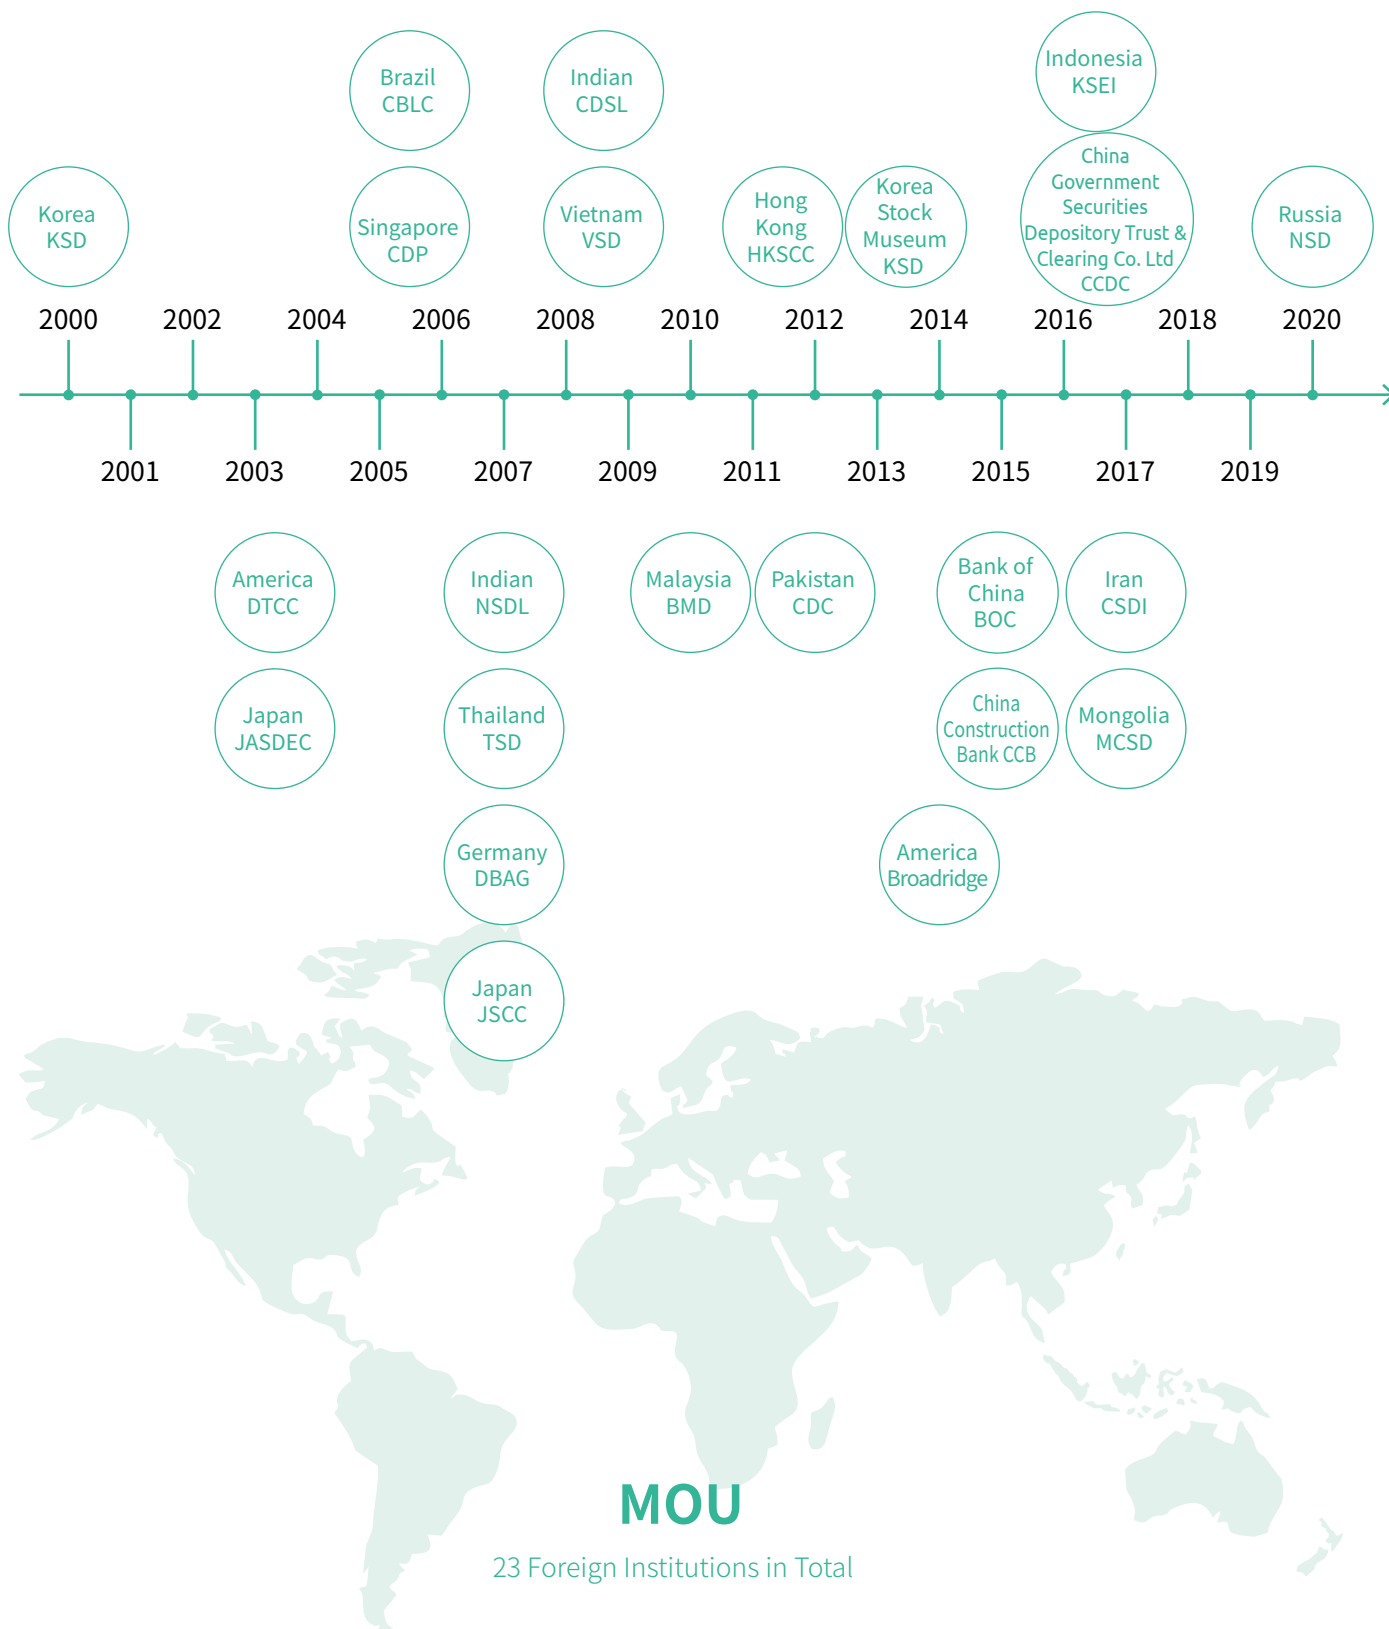 Indonesia
KSEI
Brazil
CBLC
Indian
CDSL
Korea
KSD
Singapore
CDP
Vietnam
VSD
Hong
Kong
HKSCC
Korea
Stock
Museum
KSD
China
Government
Securities
Depository Trust &
Clearing Co. Ltd
CCDC
Russia
NSD
2000 2002 2004 2006 2008 2010 2012 2014 2016 2018 2020
2001 2003 2005 2007 2009 2011 2013 2015 2017 2019
America
DTCC
Indian
NSDL
Malaysia
BMD
Pakistan
CDC
Bank of
China
BOC
Iran
CSDI
Japan
JASDEC
Thailand
TSD
China
Construction
Bank CCB
Mongolia
MCSD
Germany
DBAG
America
Broadridge
Japan
JSCC
MOU
23 Foreign Institutions in Total